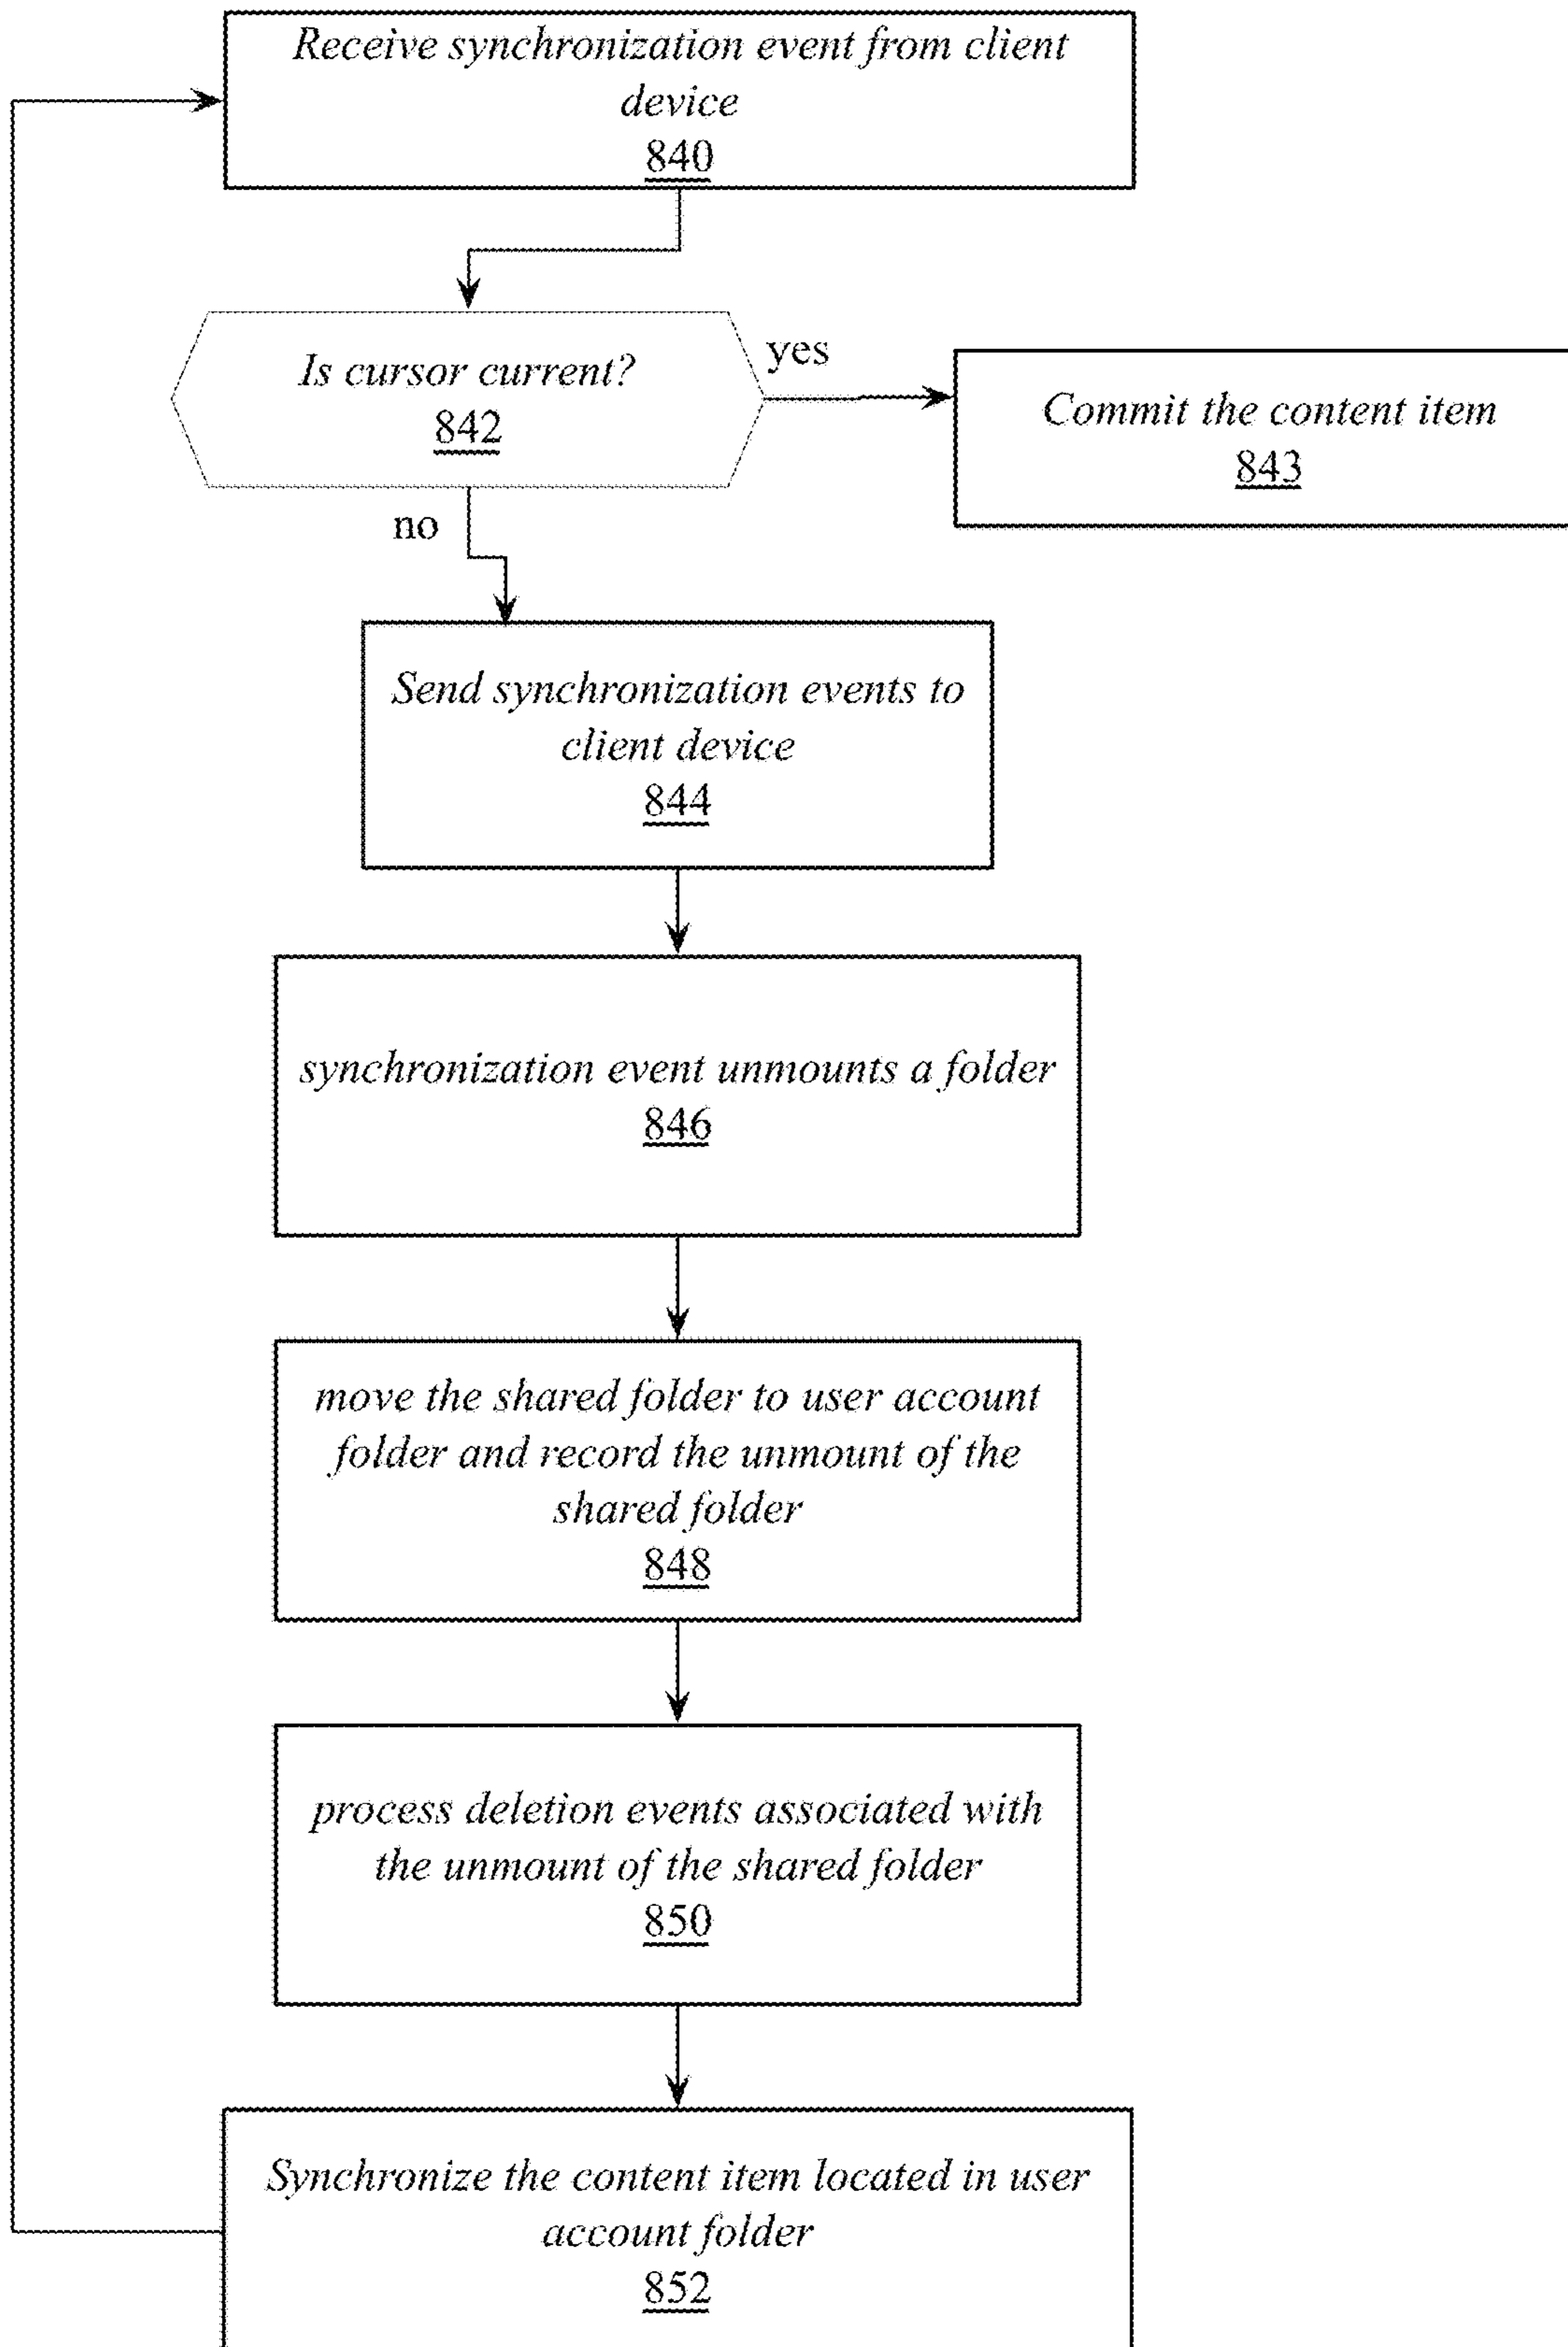 Receive synchronization event from client
device
840
Is cursor current?
842
yes
Commit the content item
843
no
Send synchronization events to
client device
844
synchronization event unmounts a folder
846
move the shared folder to user account
folder and record the unmount of the
shared folder
848
process deletion events associated with
the unmount of the shared folder
850
Synchronize the content item located in user
account folder
852